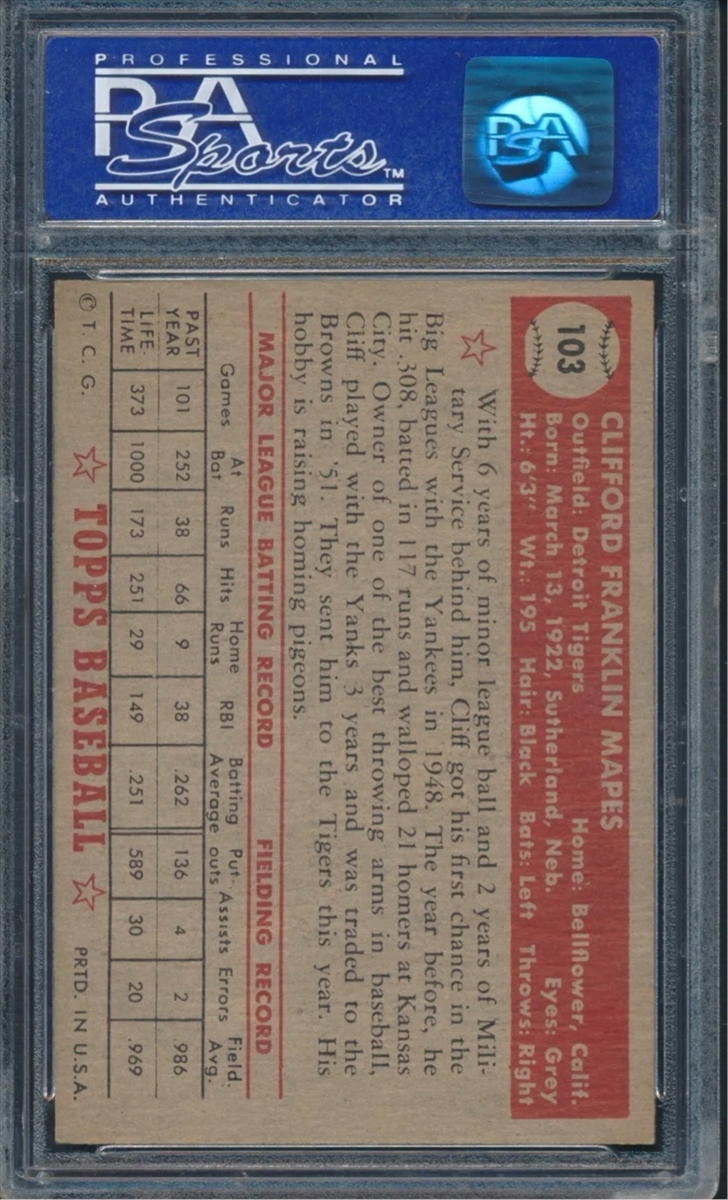 PROFESSIONAL
PSA
Sports™
AUTHENTICATOR
PSA
103
CLIFFORD FRANKLIN MAPES
Outfield: Detroit Tigers Home: Bellflower, Calif.
Born: March 13, 1922, Sutherland, Neb. Eyes: Grey
Ht.: 6'3" Wt.: 195 Hair: Black Bats: Left Throws: Right
With 6 years of minor league ball and 2 years of Mili-
tary Service behind him, Cliff got his first chance in the
Big Leagues with the Yankees in 1948. The year before, he
hit .308, batted in 117 runs and walloped 21 homers at Kansas
City. Owner of one of the best throwing arms in baseball,
Cliff played with the Yanks 3 years and was traded to the
Browns in '51. They sent him to the Tigers this year. His
hobby is raising homing pigeons.
MAJOR LEAGUE BATTING RECORD FIELDING RECORD
Games At Bat Runs Hits Home Runs RBI Batting Average Put-outs Assists Errors Field. Avg.
PAST YEAR 101 252 38 66 9 38 .262 136 4 2 .986
LIFE-TIME 373 1000 173 251 29 149 .251 589 30 20 .969
© T. C. G. TOPPS BASEBALL PRTD. IN U.S.A.